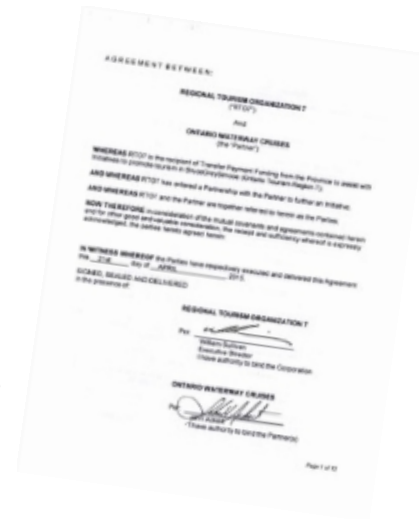 AGREEMENT BETWEEN:
REGIONAL TOURISM ORGANIZATION 7
("RTO7")
And
ONTARIO WATERWAY CRUISES
(the "Partner")
WHEREAS RTO7 is the recipient of Transfer Payment Funding from the Province to assist with
initiatives to promote tourism in BruceGreySimcoe (Ontario Tourism Region 7);
AND WHEREAS RTO7 has entered a Partnership with the Partner to further an initiative;
AND WHEREAS RTO7 and the Partner are together referred to herein as the Parties.
NOW THEREFORE in consideration of the mutual covenants and agreements contained herein
and for other good and valuable consideration, the receipt and sufficiency whereof is expressly
acknowledged, the parties hereto agreed herein:
IN WITNESS WHEREOF the Parties have respectively executed and delivered this Agreement
this 21st day of APRIL 2015.
SIGNED, SEALED AND DELIVERED
in the presence of:
REGIONAL TOURISM ORGANIZATION 7
Per:
William Sullivan
Executive Director
I have authority to bind the Corporation
ONTARIO WATERWAY CRUISES
Per:
I have authority to bind the Partner(s)
Page 1 of 10